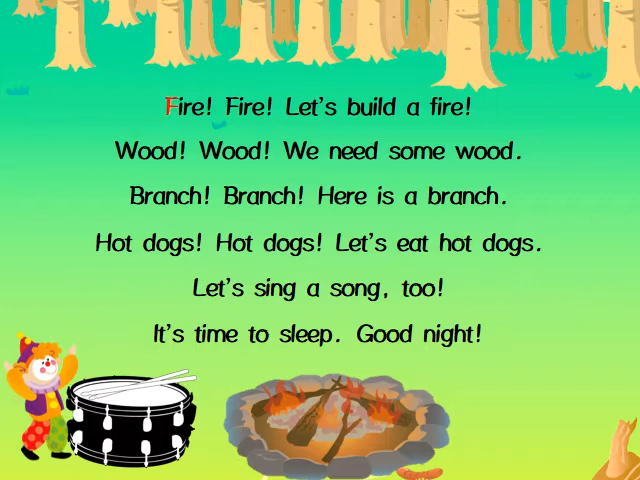 Fire! Fire! Let's build a fire!
Wood! Wood! We need some wood.
Branch! Branch! Here is a branch.
Hot dogs! Hot dogs! Let's eat hot dogs.
Let's sing a song, too!
It's time to sleep. Good night!